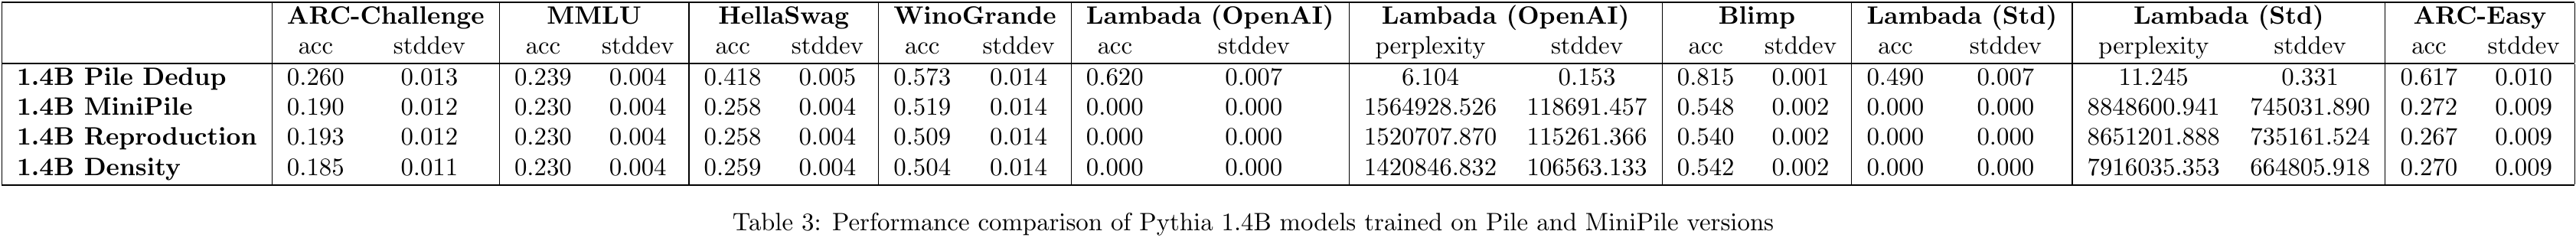 ARC-Challenge MMLU HellaSwag WinoGrande Lambada (OpenAI) Lambada (OpenAI) Blimp Lambada (Std) Lambada (Std) ARC-Easy
acc stddev acc stddev acc stddev acc stddev acc stddev perplexity stddev acc stddev acc stddev perplexity stddev acc stddev
1.4B Pile Dedup 0.260 0.013 0.239 0.004 0.418 0.005 0.573 0.014 0.620 0.007 6.104 0.153 0.815 0.001 0.490 0.007 11.245 0.331 0.617 0.010
1.4B MiniPile 0.190 0.012 0.230 0.004 0.258 0.004 0.519 0.014 0.000 0.000 1564928.526 118691.457 0.548 0.002 0.000 0.000 8848600.941 745031.890 0.272 0.009
1.4B Reproduction 0.193 0.012 0.230 0.004 0.258 0.004 0.509 0.014 0.000 0.000 1520707.870 115261.366 0.540 0.002 0.000 0.000 8651201.888 735161.524 0.267 0.009
1.4B Density 0.185 0.011 0.230 0.004 0.259 0.004 0.504 0.014 0.000 0.000 1420846.832 106563.133 0.542 0.002 0.000 0.000 7916035.353 664805.918 0.270 0.009
Table 3: Performance comparison of Pythia 1.4B models trained on Pile and MiniPile versions